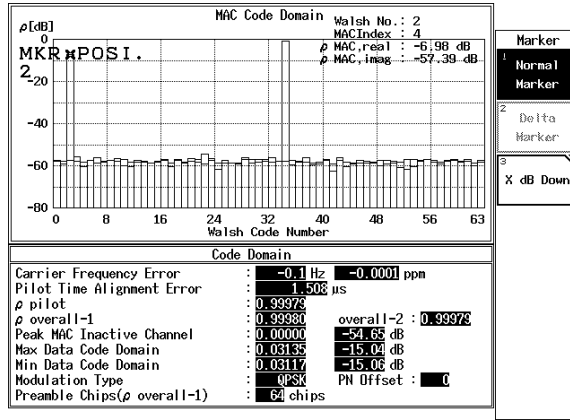 MAC Code Domain
ρ[dB]
Walsh No.: 2
MACIndex : 4
ρ MAC,real : -6.98 dB
ρ MAC,imag : -57.39 dB
0
MKR POSI.
2
-20
-40
-60
-80
0 8 16 24 32 40 48 56 63
Walsh Code Number
Code Domain
Carrier Frequency Error : -0.1 Hz -0.0001 ppm
Pilot Time Alignment Error : 1.508 µs
ρ pilot : 0.99979
ρ overall-1 : 0.99980 overall-2 : 0.99979
Peak MAC Inactive Channel : 0.00000 -54.65 dB
Max Data Code Domain : 0.03135 -15.04 dB
Min Data Code Domain : 0.03117 -15.06 dB
Modulation Type : QPSK PN Offset : 0
Preamble Chips(ρ overall-1) : 64 chips
Marker
1
Normal
Marker
2
Delta
Marker
3
X dB Down